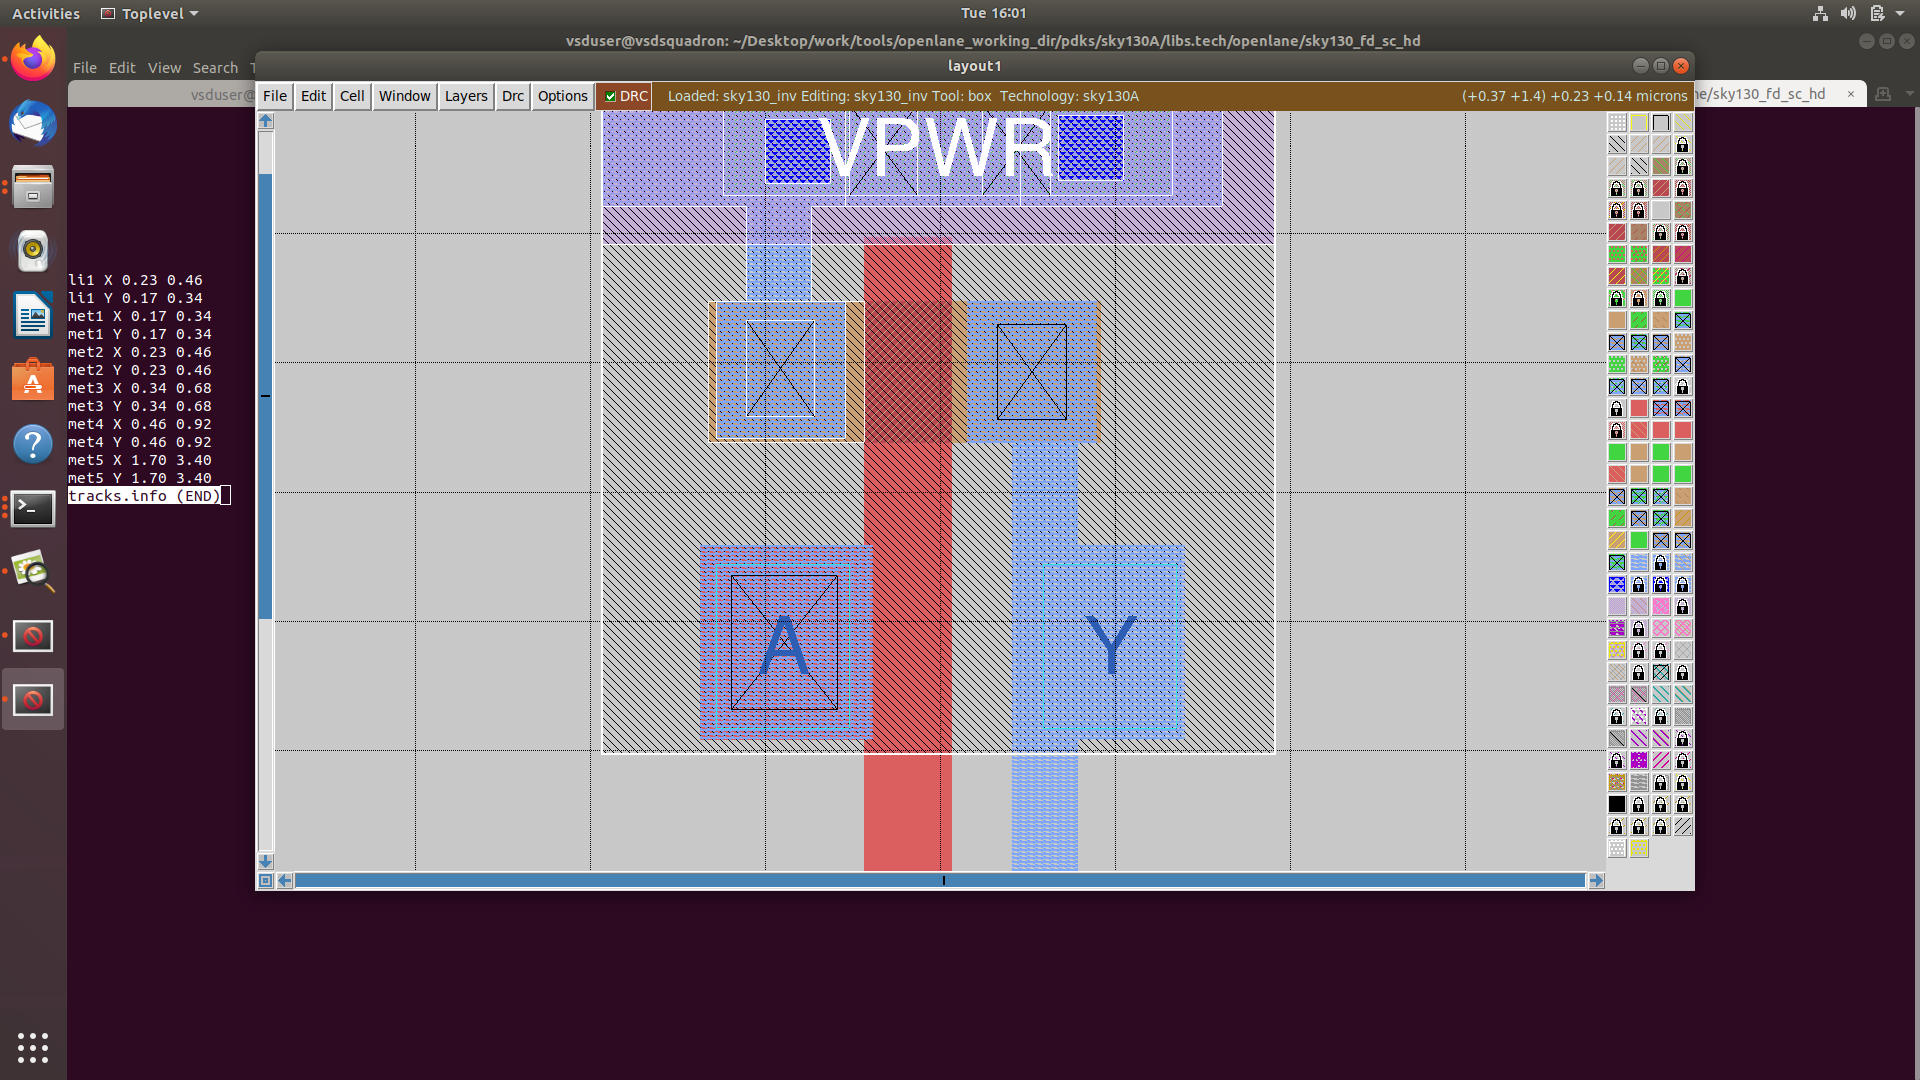 Activities Toplevel Tue 16:01
vsduser@vsdsquadron: ~/Desktop/work/tools/openlane_working_dir/pdks/sky130A/libs.tech/openlane/sky130_fd_sc_hd
File Edit View Search T
layout1
vsduser@
ne/sky130_fd_sc_hd ×
File Edit Cell Window Layers Drc Options DRC Loaded: sky130_inv Editing: sky130_inv Tool: box Technology: sky130A (+0.37 +1.4) +0.23 +0.14 microns
VPWR
li1 X 0.23 0.46
li1 Y 0.17 0.34
met1 X 0.17 0.34
met1 Y 0.17 0.34
met2 X 0.23 0.46
met2 Y 0.23 0.46
met3 X 0.34 0.68
met3 Y 0.34 0.68
met4 X 0.46 0.92
met4 Y 0.46 0.92
met5 X 1.70 3.40
met5 Y 1.70 3.40
tracks.info (END)
A Y